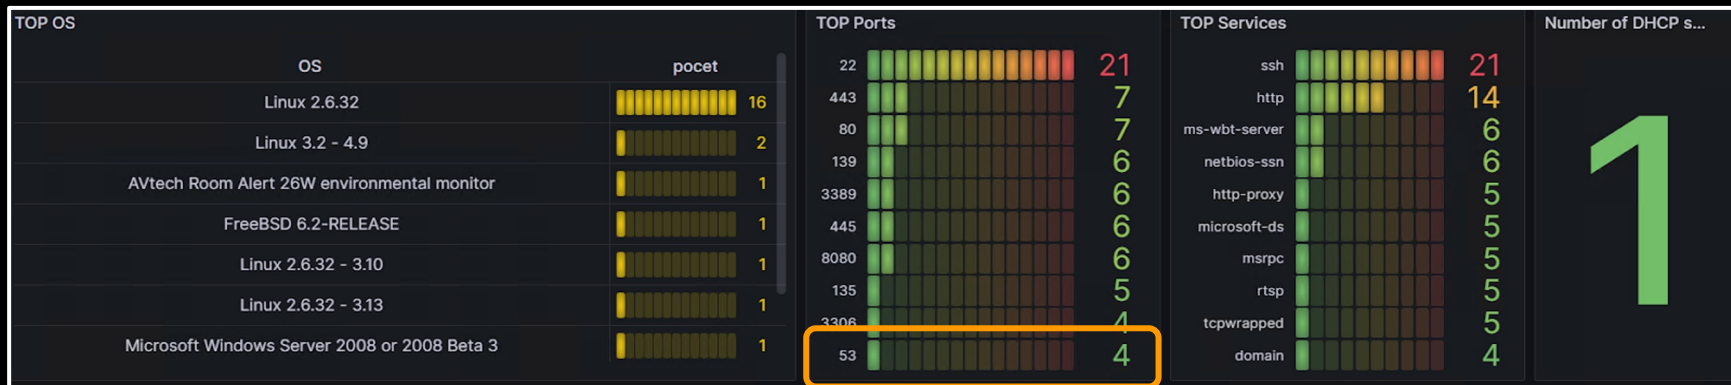 TOP OS
OS pocet
Linux 2.6.32 16
Linux 3.2 - 4.9 2
AVtech Room Alert 26W environmental monitor 1
FreeBSD 6.2-RELEASE 1
Linux 2.6.32 - 3.10 1
Linux 2.6.32 - 3.13 1
Microsoft Windows Server 2008 or 2008 Beta 3 1
TOP Ports
22 21
443 7
80 7
139 6
3389 6
445 6
8080 6
135 5
3306 4
53 4
TOP Services
ssh 21
http 14
ms-wbt-server 6
netbios-ssn 6
http-proxy 5
microsoft-ds 5
msrpc 5
rtsp 5
tcpwrapped 5
domain 4
Number of DHCP s...
1